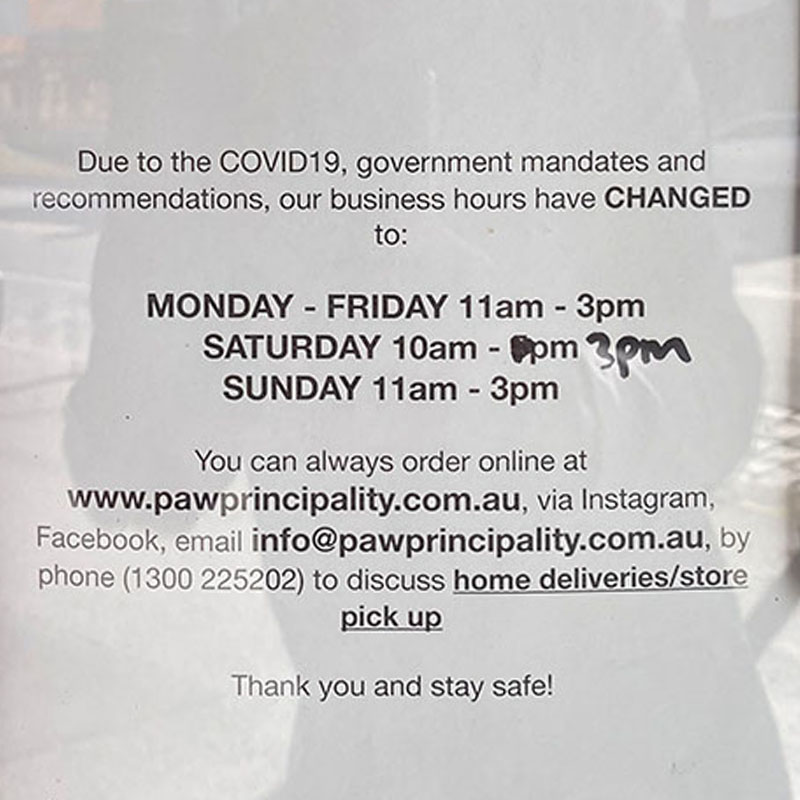 Due to the COVID19, government mandates and
recommendations, our business hours have CHANGED
to:
MONDAY - FRIDAY 11am - 3pm
SATURDAY 10am - pm 3pm
SUNDAY 11am - 3pm
You can always order online at
www.pawprincipality.com.au, via Instagram,
Facebook, email info@pawprincipality.com.au, by
phone (1300 225202) to discuss home deliveries/store
pick up
Thank you and stay safe!